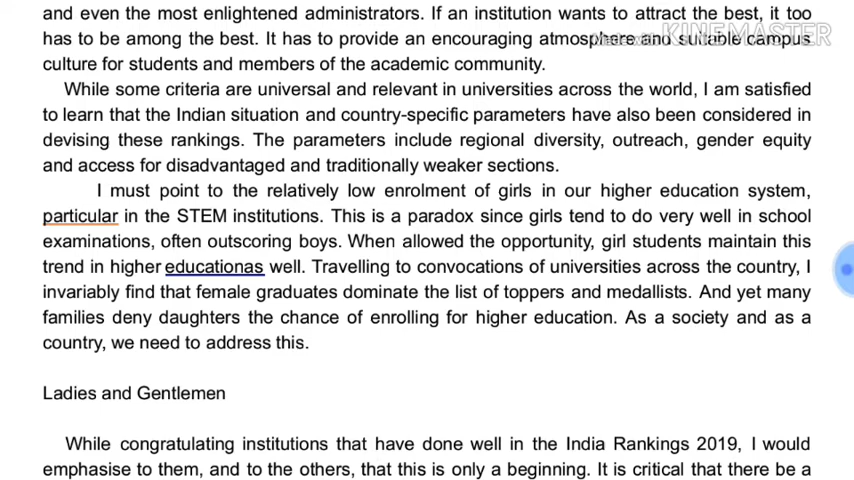 and even the most enlightened administrators. If an institution wants to attract the best, it too
has to be among the best. It has to provide an encouraging atmosphere and suitable campus
culture for students and members of the academic community.
While some criteria are universal and relevant in universities across the world, I am satisfied
to learn that the Indian situation and country-specific parameters have also been considered in
devising these rankings. The parameters include regional diversity, outreach, gender equity
and access for disadvantaged and traditionally weaker sections.
I must point to the relatively low enrolment of girls in our higher education system,
particular in the STEM institutions. This is a paradox since girls tend to do very well in school
examinations, often outscoring boys. When allowed the opportunity, girl students maintain this
trend in higher educationas well. Travelling to convocations of universities across the country, I
invariably find that female graduates dominate the list of toppers and medallists. And yet many
families deny daughters the chance of enrolling for higher education. As a society and as a
country, we need to address this.
Ladies and Gentlemen
While congratulating institutions that have done well in the India Rankings 2019, I would
emphasise to them, and to the others, that this is only a beginning. It is critical that there be a
Made with KINEMASTER